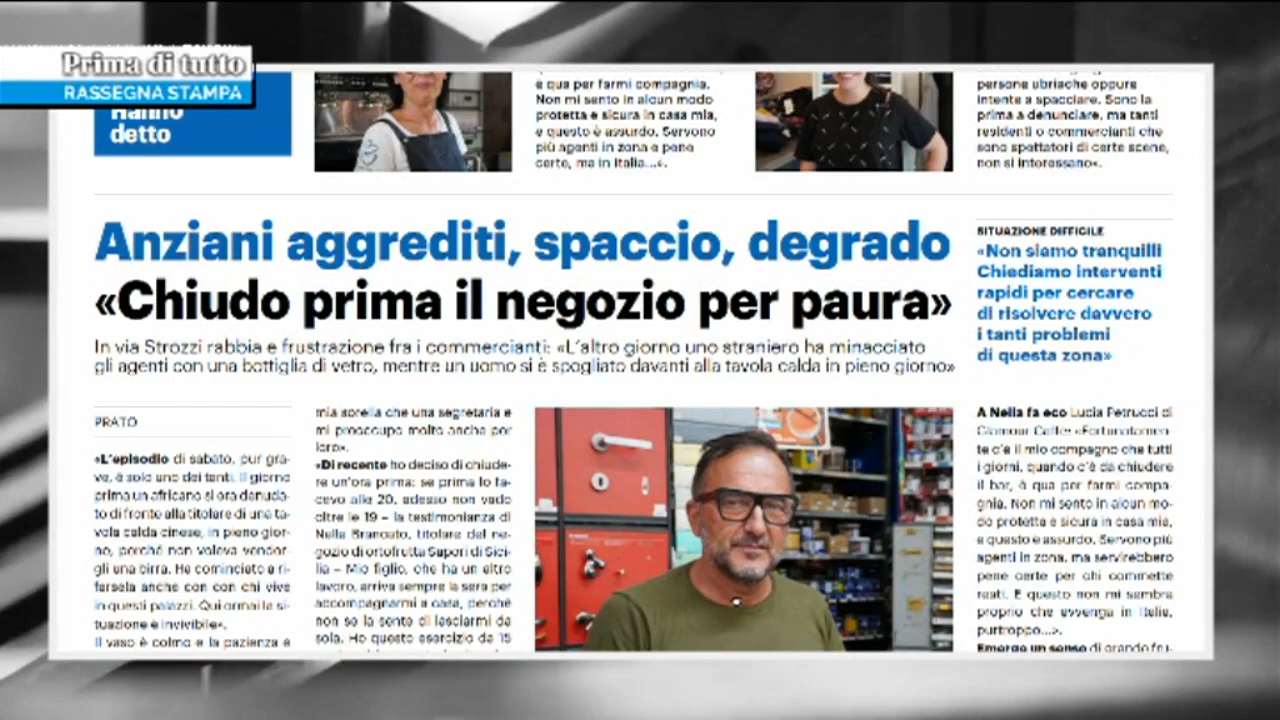 Prima di tutto
RASSEGNA STAMPA
Hanno
detto
è qua per farmi compagnia.
Non mi sento in alcun modo
protetta e sicura in casa mia,
e questo è assurdo. Servono
più agenti in zona e pene
certe, ma in Italia...».
persone ubriache oppure
intente a spacciare. Sono la
prima a denunciare, ma tanti
residenti o commercianti che
sono spettatori di certe scene,
non si interessano».
Anziani aggrediti, spaccio, degrado
«Chiudo prima il negozio per paura»
In via Strozzi rabbia e frustrazione fra i commercianti: «L'altro giorno uno straniero ha minacciato
gli agenti con una bottiglia di vetro, mentre un uomo si è spogliato davanti alla tavola calda in pieno giorno»
SITUAZIONE DIFFICILE
«Non siamo tranquilli
Chiediamo interventi
rapidi per cercare
di risolvere davvero
i tanti problemi
di questa zona»
PRATO
«L'episodio di sabato, pur gra-
ve, è solo uno dei tanti. Il giorno
prima un africano si era denuda-
to di fronte alla titolare di una ta-
vola calda cinese, in pieno gior-
no, perché non voleva vender-
gli una birra. Ha cominciato a ri-
farsela anche con chi vive
in questi palazzi. Qui ormai la si-
tuazione è invivibile».
Il vaso è colmo e la pazienza è
mia sorella che una segretaria e
mi preoccupo molto anche per
loro».
«Di recente ho deciso di chiude-
re un'ora prima: se prima lo fa-
cevo alle 20, adesso non vado
oltre le 19 – la testimonianza di
Nella Brancato, titolare del ne-
gozio di ortofrutta Sapori di Sici-
lia – Mio figlio, che ha un altro
lavoro, arriva sempre la sera per
accompagnarmi a casa, perché
non se la sente di lasciarmi da
sola. Ho questo esercizio da 15
A Nella fa eco Lucia Petrucci di
Glamour Caffè: «Fortunatamen-
te c'è il mio compagno che tutti
i giorni, quando c'è da chiudere
il bar, è qua per farmi compa-
gnia. Non mi sento in alcun mo-
do protetta e sicura in casa mia,
e questo è assurdo. Servono più
agenti in zona, ma servirebbero
pene certe per chi commette
reati. E questo non mi sembra
proprio che avvenga in Italia,
purtroppo...».
Emerge un senso di grande fru-